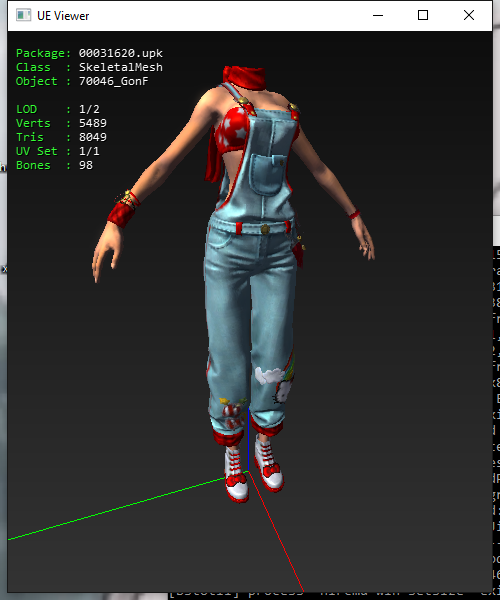 UE Viewer
Package: 00031620.upk
Class  : SkeletalMesh
Object : 70046_GonF
LOD    : 1/2
Verts  : 5489
Tris   : 8049
UV Set : 1/1
Bones  : 98